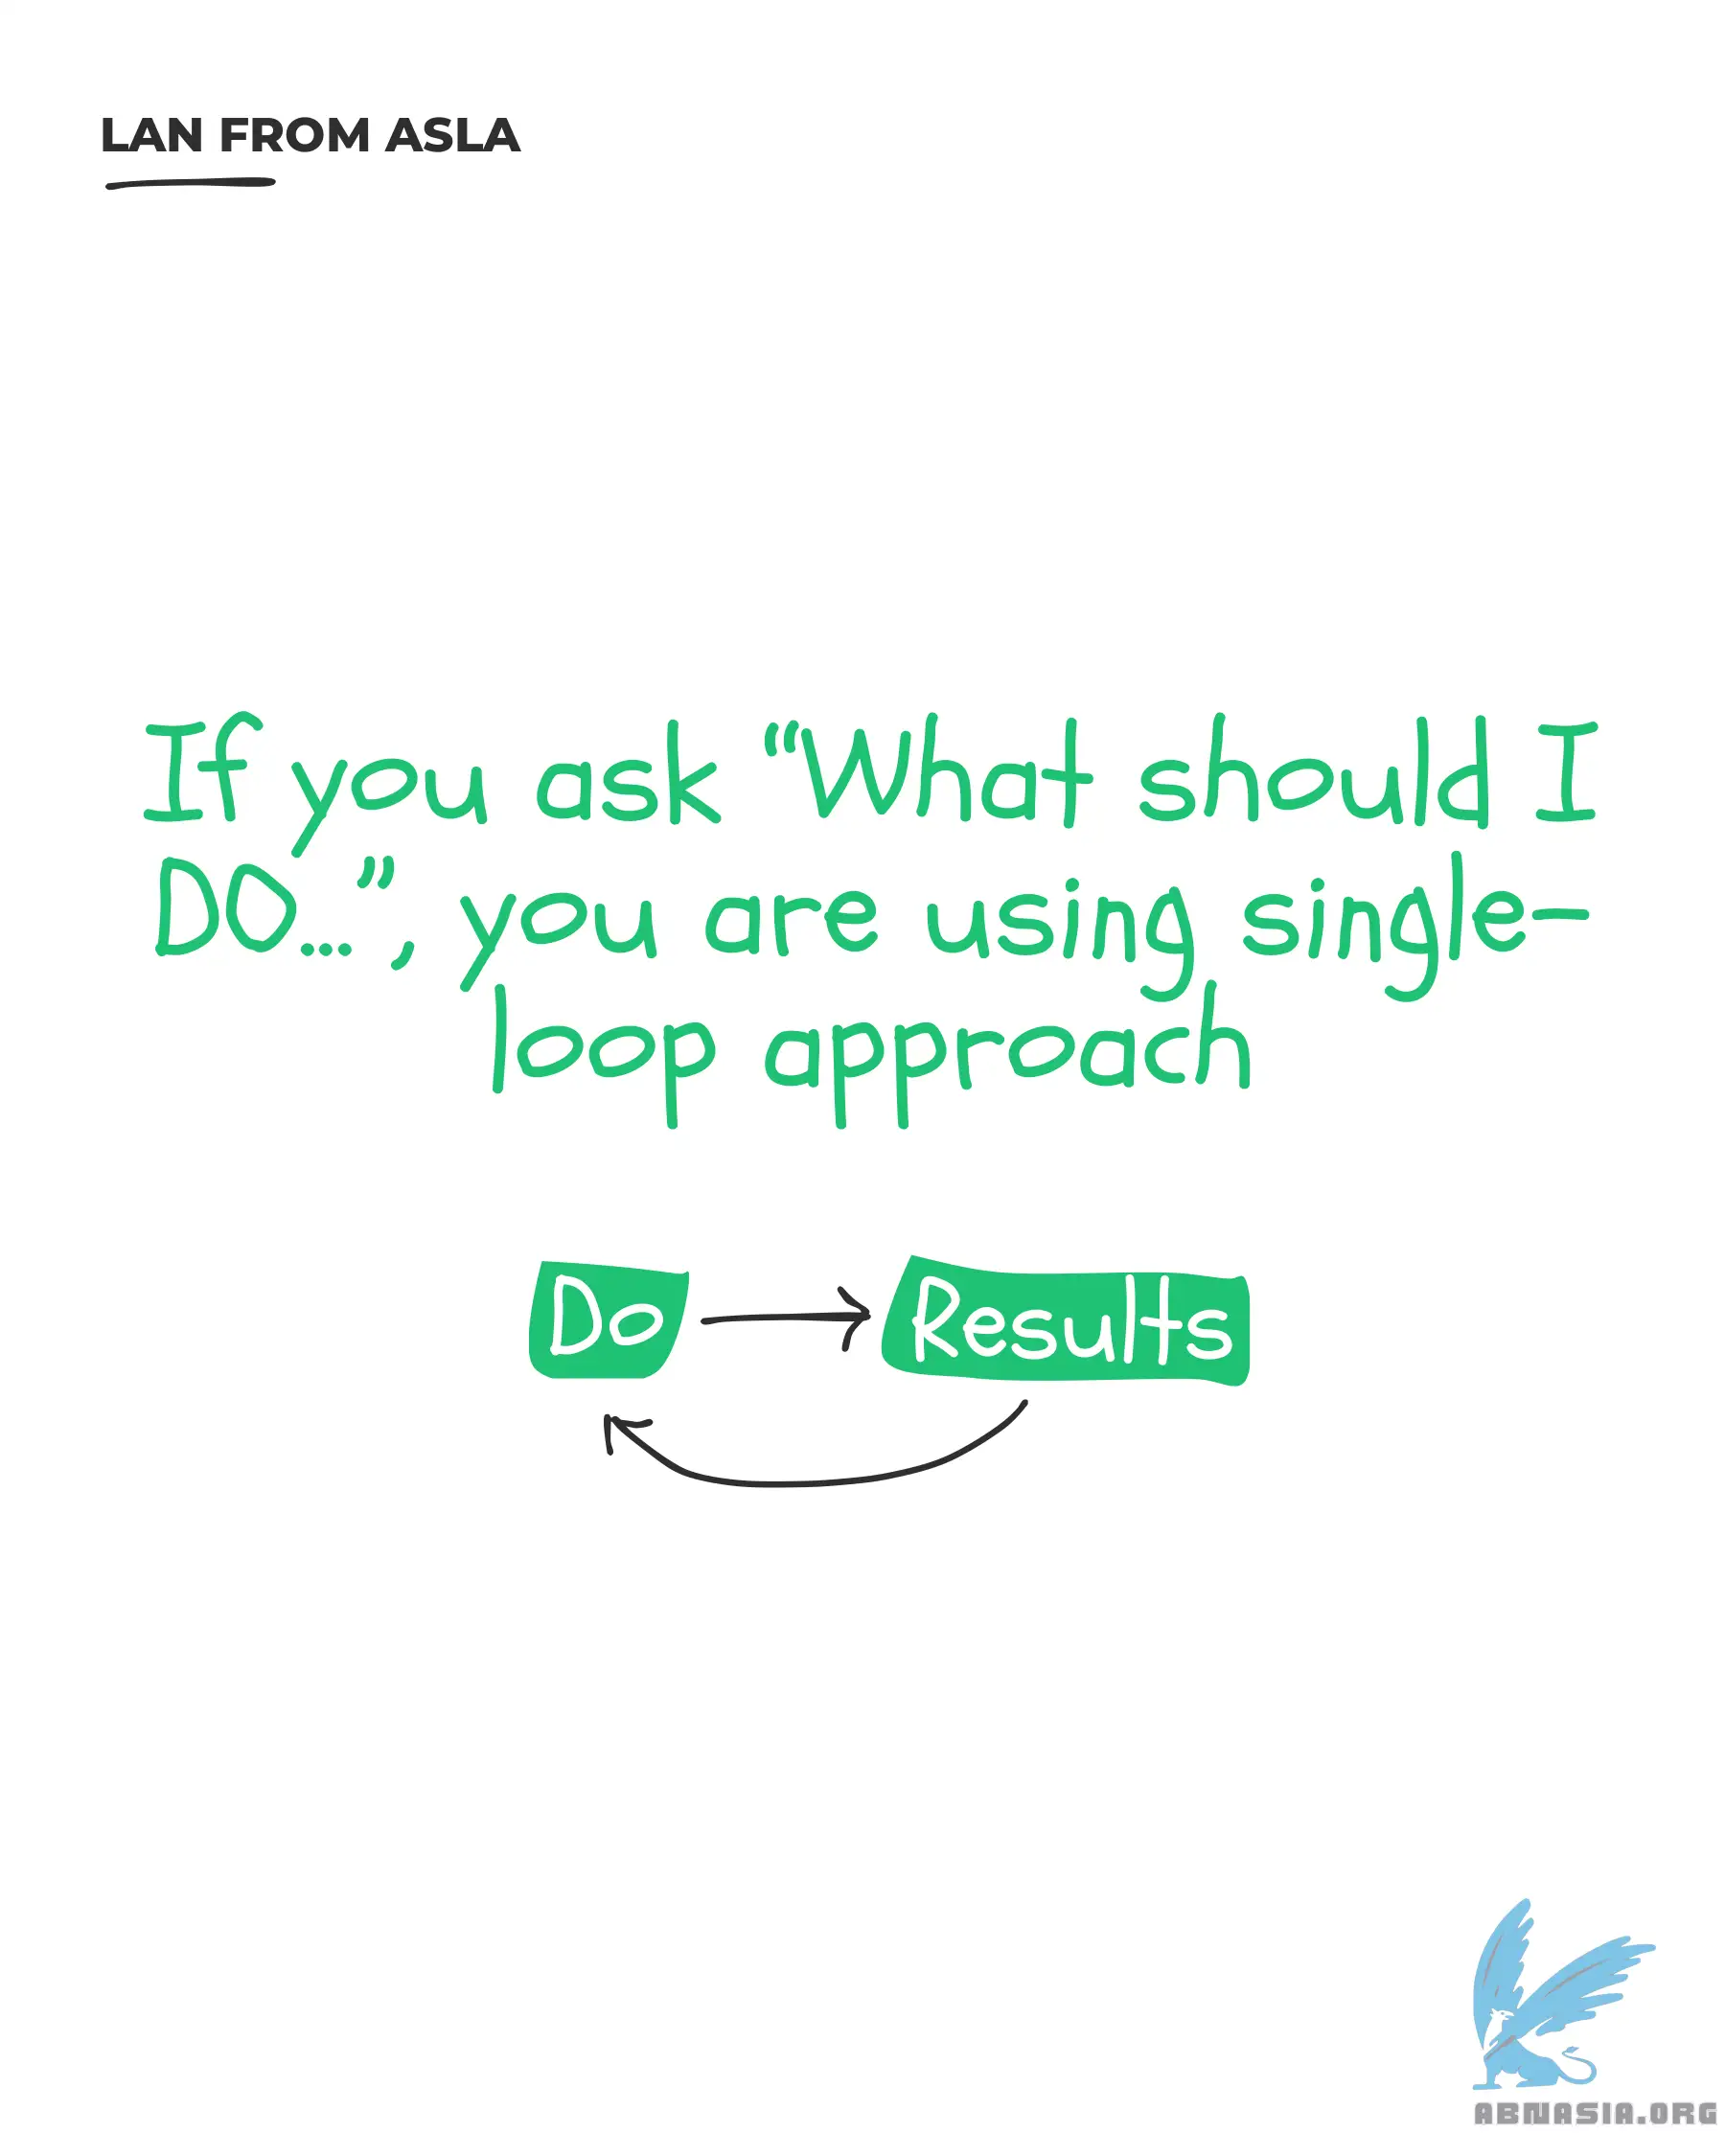 LAN FROM ASLA
If you ask “What should I
DO...”, you are using single-
loop approach
Do
Results
ABNASIA.ORG